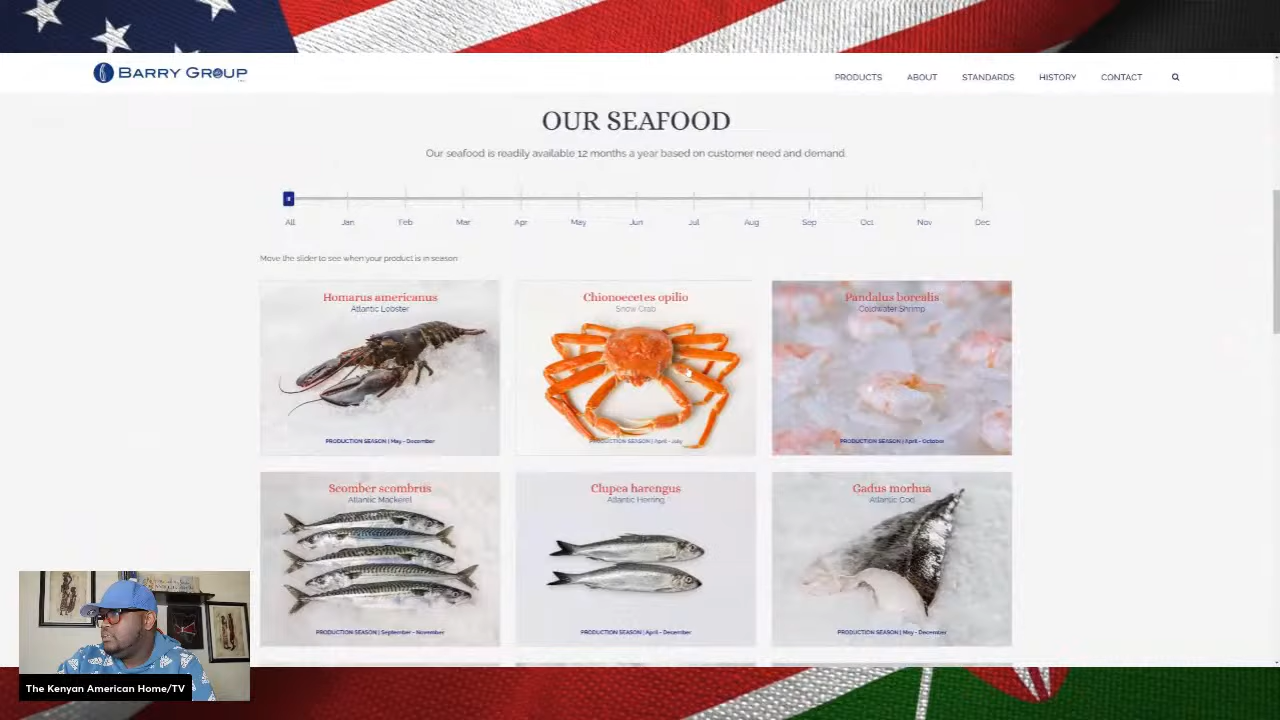 BARRY GROUP
PRODUCTS
ABOUT
STANDARDS
HISTORY
CONTACT
OUR SEAFOOD
Our seafood is readily available 12 months a year based on customer need and demand.
All
Jan
Feb
Mar
Apr
May
Jun
Jul
Aug
Sep
Oct
Nov
Dec
Move the slider to see when your product is in season
Homarus americanus
Atlantic Lobster
PRODUCTION SEASON | May - December
Chionoecetes opilio
Snow Crab
PRODUCTION SEASON | April - July
Pandalus borealis
Coldwater Shrimp
PRODUCTION SEASON | April - October
Scomber scombrus
Atlantic Mackerel
PRODUCTION SEASON | September - November
Clupea harengus
Atlantic Herring
PRODUCTION SEASON | April - December
Gadus morhua
Atlantic Cod
PRODUCTION SEASON | May - December
The Kenyan American Home/TV